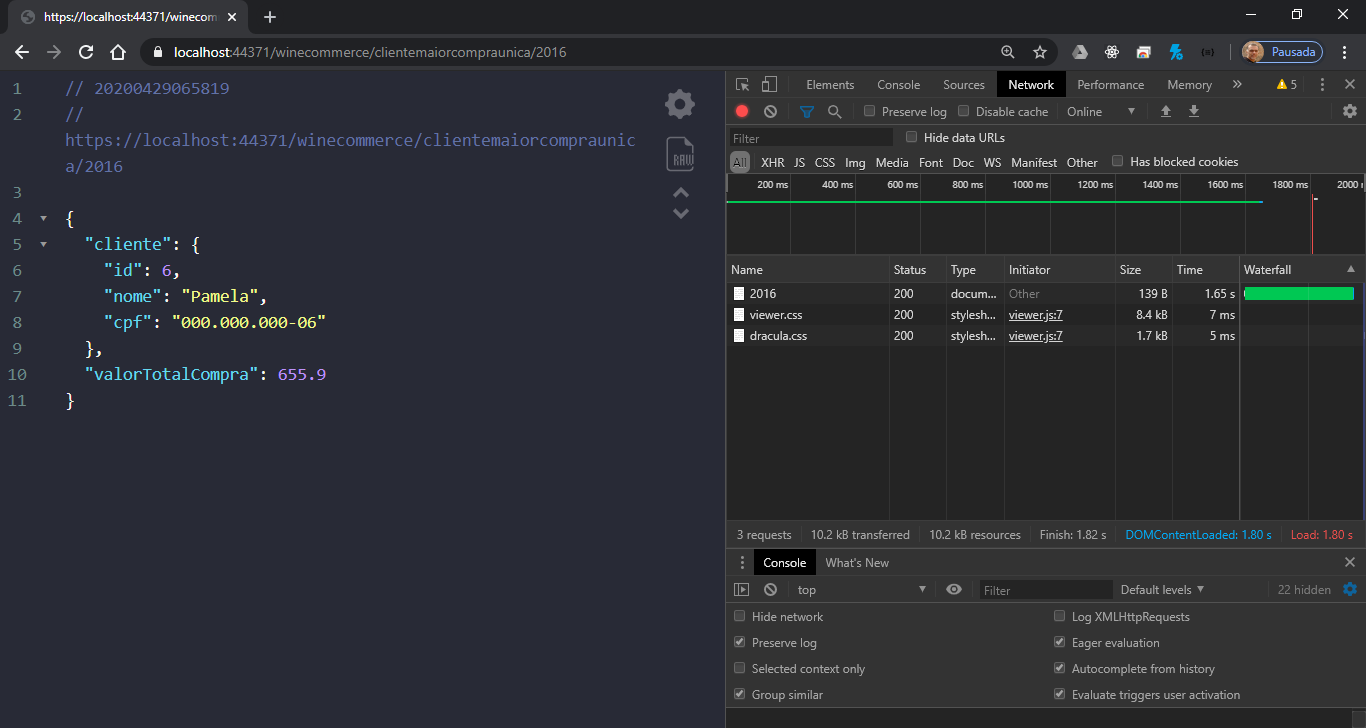 https://localhost:44371/winecom
localhost:44371/winecommerce/clientemaiorcompraunica/2016
Pausada
1 // 20200429065819
2 //
https://localhost:44371/winecommerce/clientemaiorcompraunic
a/2016
3
4 {
5 "cliente": {
6 "id": 6,
7 "nome": "Pamela",
8 "cpf": "000.000.000-06"
9 },
10 "valorTotalCompra": 655.9
11 }
RAW
Elements Console Sources Network Performance Memory » 5
Preserve log Disable cache Online
Filter Hide data URLs
All XHR JS CSS Img Media Font Doc WS Manifest Other Has blocked cookies
200 ms 400 ms 600 ms 800 ms 1000 ms 1200 ms 1400 ms 1600 ms 1800 ms 2000
Name Status Type Initiator Size Time Waterfall
2016 200 docum... Other 139 B 1.65 s
viewer.css 200 stylesh... viewer.js:7 8.4 kB 7 ms
dracula.css 200 stylesh... viewer.js:7 1.7 kB 5 ms
3 requests 10.2 kB transferred 10.2 kB resources Finish: 1.82 s DOMContentLoaded: 1.80 s Load: 1.80 s
Console What's New
top Filter Default levels 22 hidden
Hide network Log XMLHttpRequests
Preserve log Eager evaluation
Selected context only Autocomplete from history
Group similar Evaluate triggers user activation